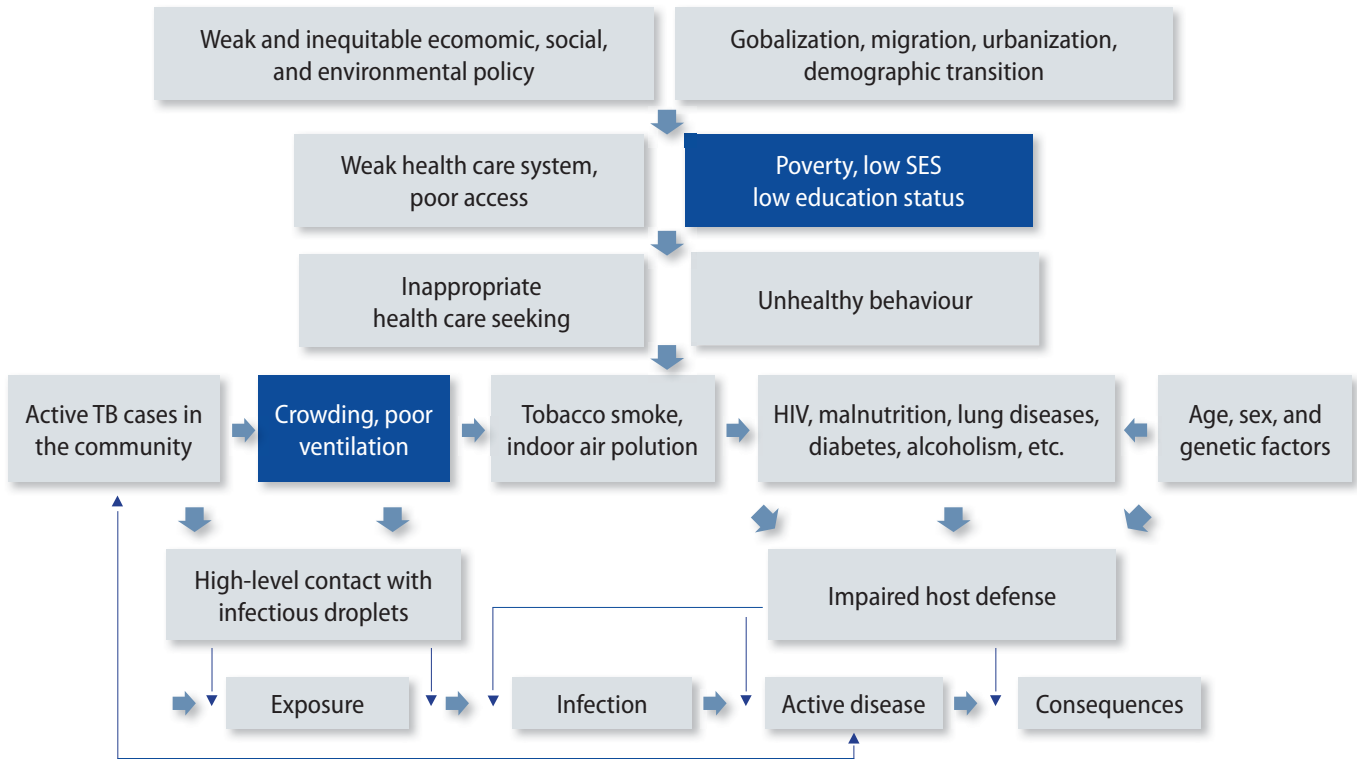 Weak and inequitable ecomomic, social,
and environmental policy
Gobalization, migration, urbanization,
demographic transition
Weak health care system,
poor access
Poverty, low SES
low education status
Inappropriate
health care seeking
Unhealthy behaviour
Active TB cases in
the community
Crowding, poor
ventilation
Tobacco smoke,
indoor air polution
HIV, malnutrition, lung diseases,
diabetes, alcoholism, etc.
Age, sex, and
genetic factors
High-level contact with
infectious droplets
Impaired host defense
Exposure
Infection
Active disease
Consequences